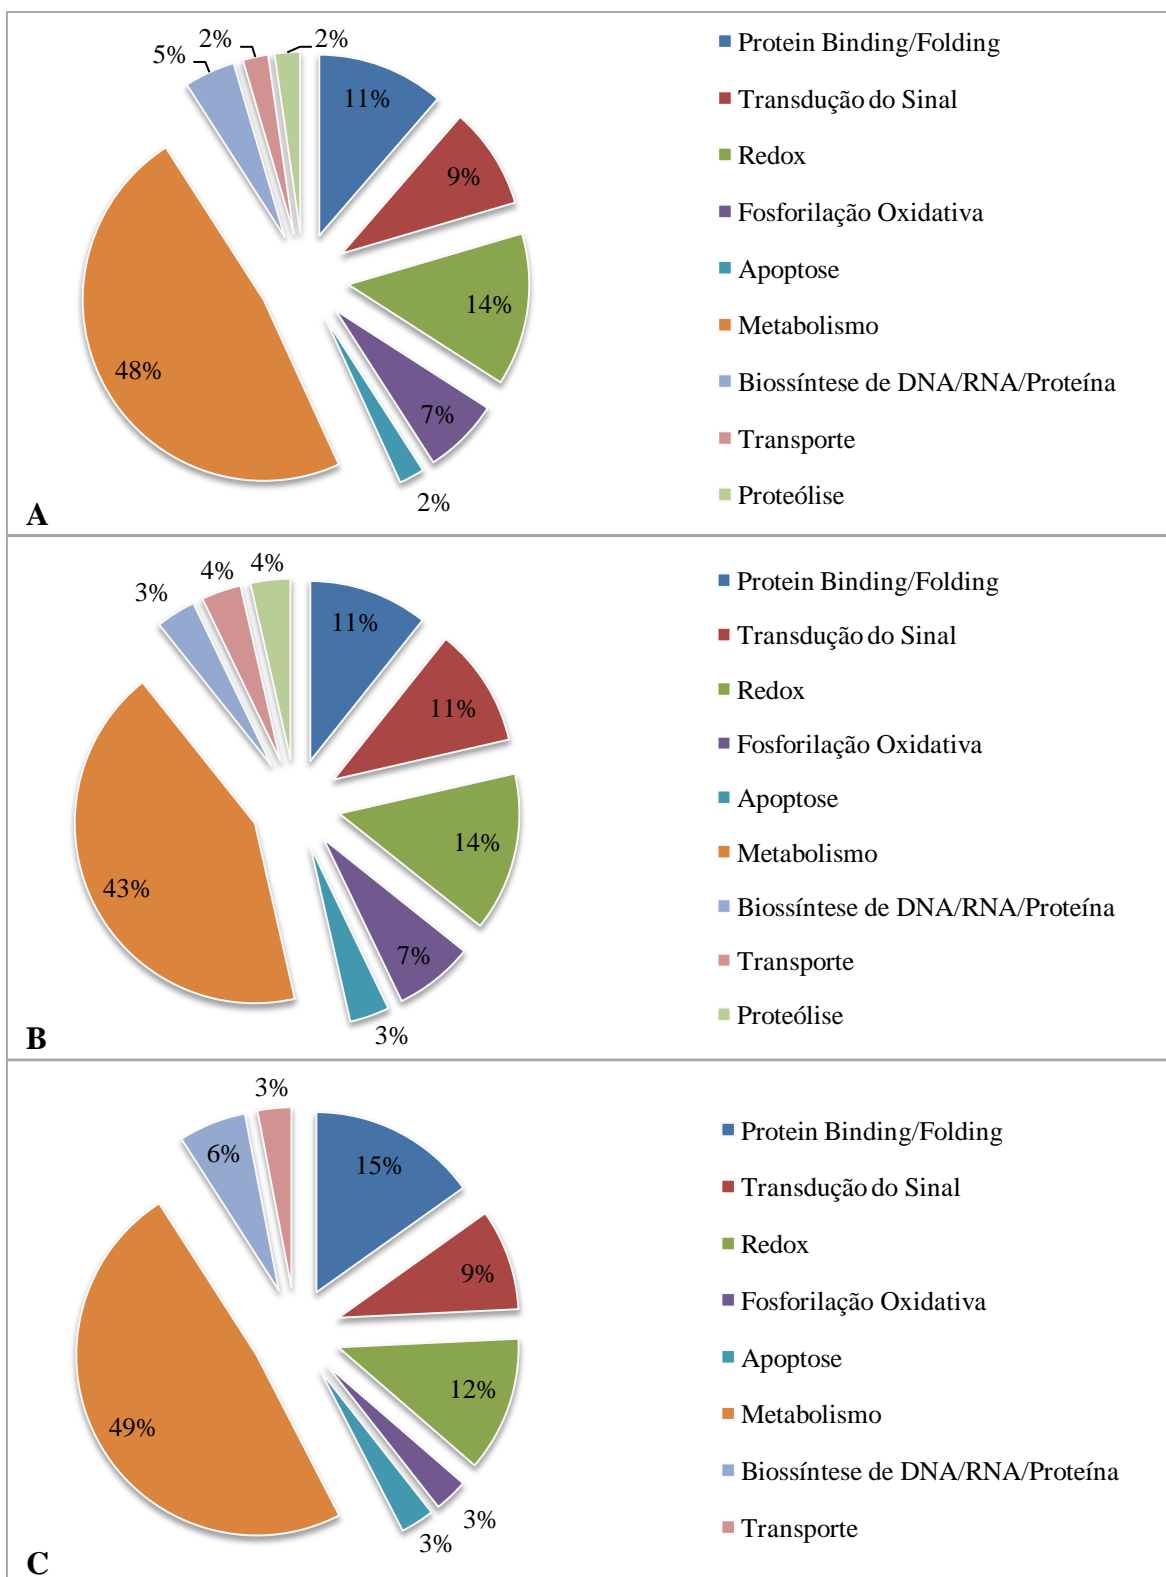 5%
2%
2%
11%
9%
14%
7%
2%
48%
Protein Binding/Folding
Transdução do Sinal
Redox
Fosforilação Oxidativa
Apoptose
Metabolismo
Biossíntese de DNA/RNA/Proteína
Transporte
Proteólise
A
3%
4%
4%
11%
11%
14%
7%
3%
43%
Protein Binding/Folding
Transdução do Sinal
Redox
Fosforilação Oxidativa
Apoptose
Metabolismo
Biossíntese de DNA/RNA/Proteína
Transporte
Proteólise
B
6%
3%
15%
9%
12%
3%
3%
49%
Protein Binding/Folding
Transdução do Sinal
Redox
Fosforilação Oxidativa
Apoptose
Metabolismo
Biossíntese de DNA/RNA/Proteína
Transporte
C